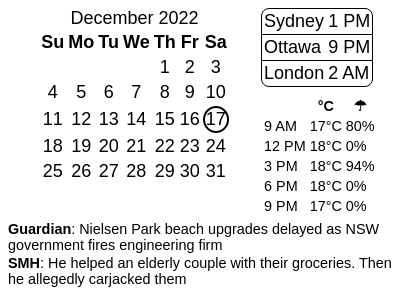 December 2022
Su Mo Tu We Th Fr Sa
1 2 3
4 5 6 7 8 9 10
11 12 13 14 15 16 17
18 19 20 21 22 23 24
25 26 27 28 29 30 31
Sydney 1 PM
Ottawa 9 PM
London 2 AM
°C ☂
9 AM 17°C 80%
12 PM 18°C 0%
3 PM 18°C 94%
6 PM 18°C 0%
9 PM 17°C 0%
Guardian: Nielsen Park beach upgrades delayed as NSW
government fires engineering firm
SMH: He helped an elderly couple with their groceries. Then
he allegedly carjacked them